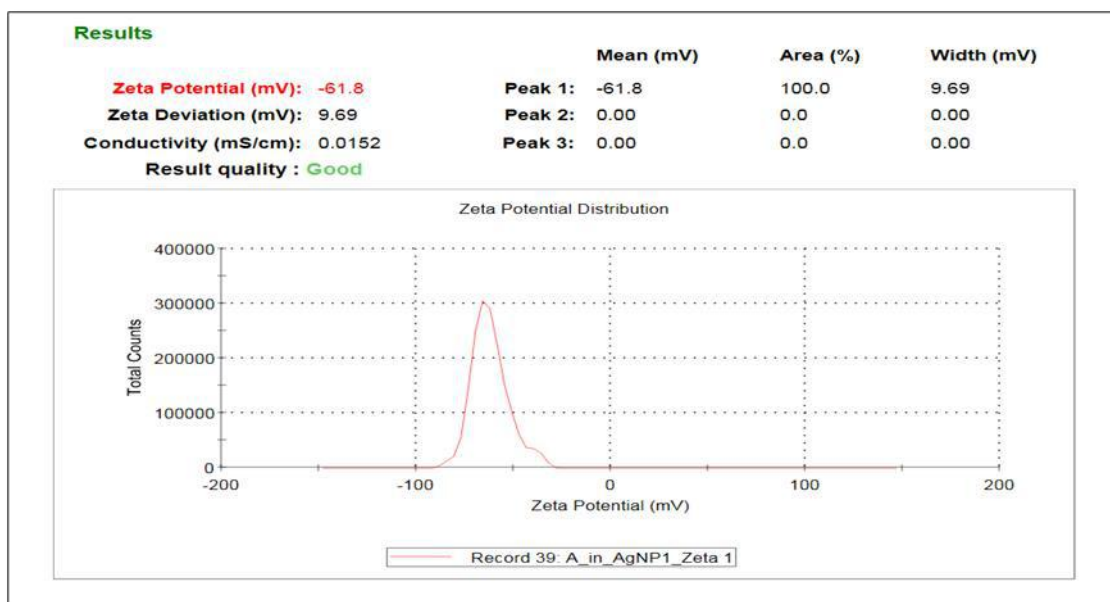 Results
Mean (mV) Area (%) Width (mV)
Zeta Potential (mV): -61.8 Peak 1: -61.8 100.0 9.69
Zeta Deviation (mV): 9.69 Peak 2: 0.00 0.0 0.00
Conductivity (mS/cm): 0.0152 Peak 3: 0.00 0.0 0.00
Result quality : Good
Zeta Potential Distribution
400000
300000
200000
100000
0
Total Counts
-200 -100 0 100 200
Zeta Potential (mV)
Record 39: A_in_AgNP1_Zeta 1